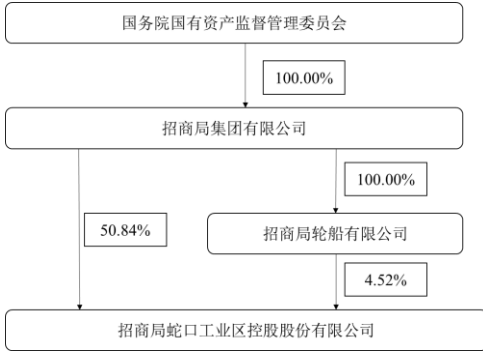 国务院国有资产监督管理委员会
100.00%
招商局集团有限公司
100.00%
50.84%
招商局轮船有限公司
4.52%
招商局蛇口工业区控股股份有限公司